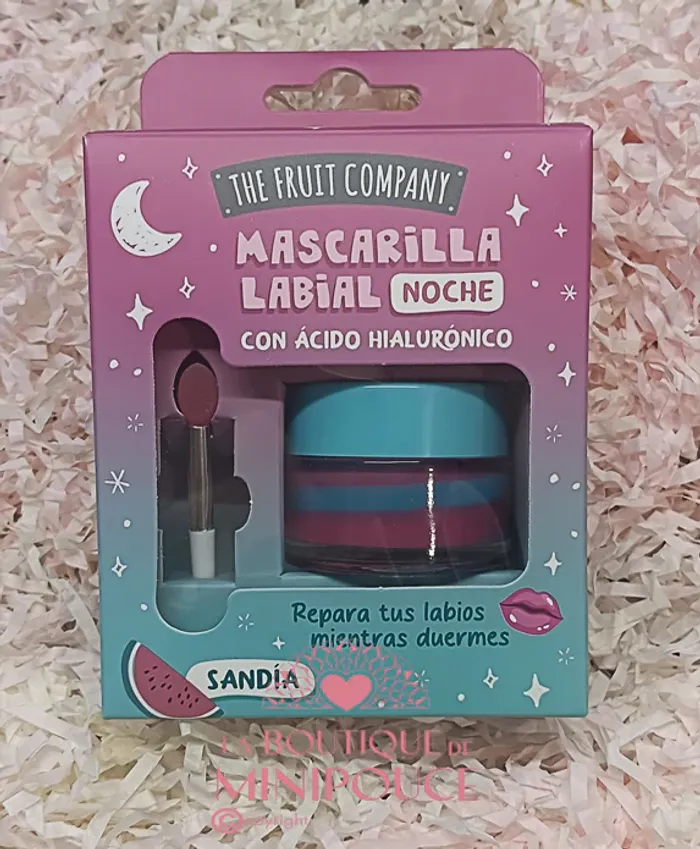 THE FRUIT COMPANY
MASCARILLA
LABIAL NOCHE
CON ÁCIDO HIALURÓNICO
Repara tus labios
mientras duermes
SANDÍA
LA BOUTIQUE DE
MINIPOUCE
Copyright